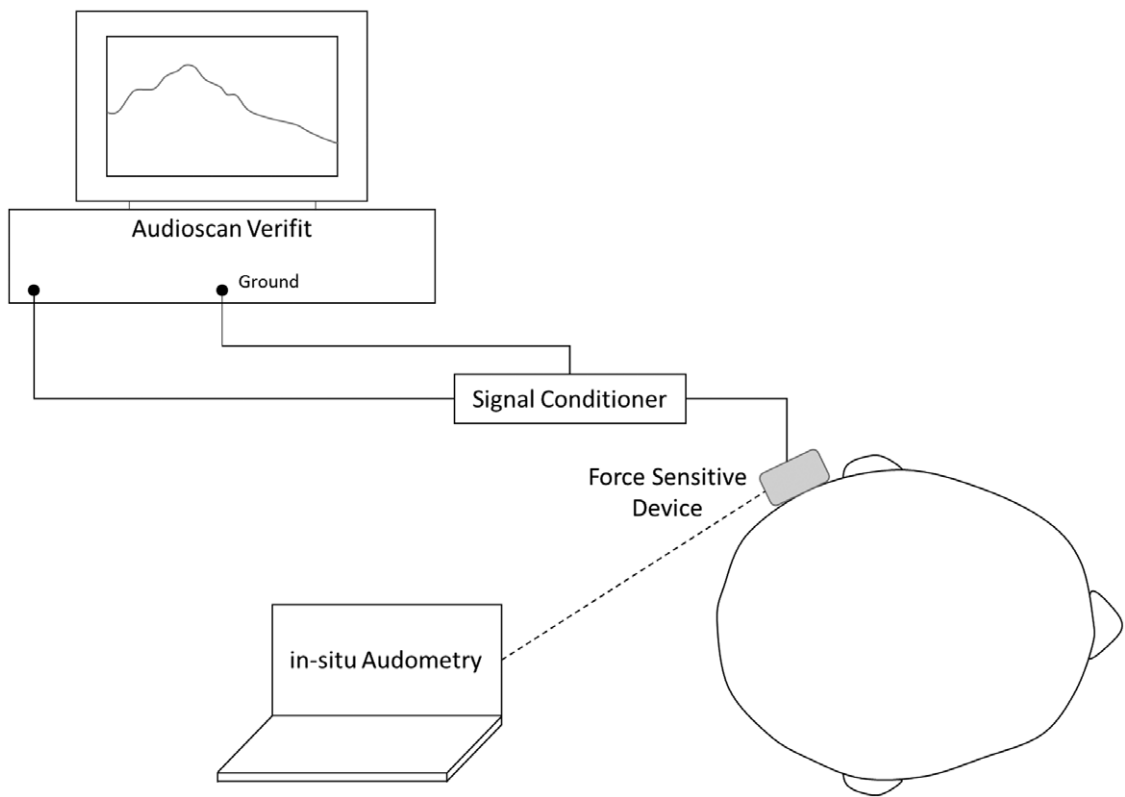 Audioscan Verifit
Ground
Signal Conditioner
Force Sensitive
Device
in-situ Audometry